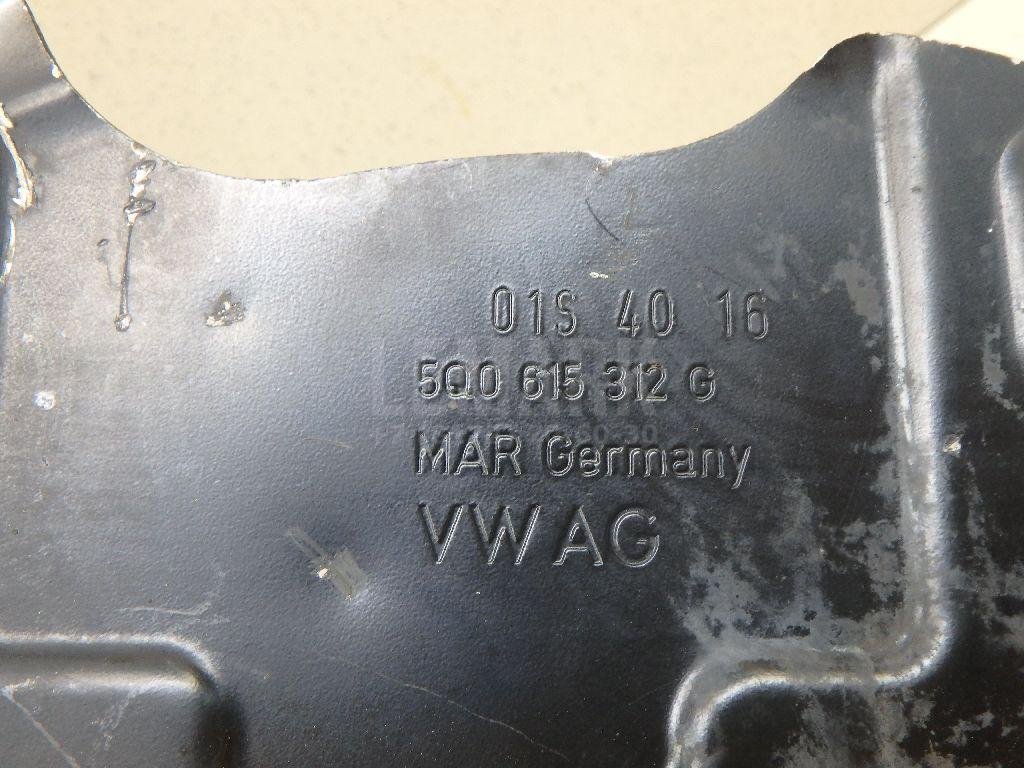 01S 40 16
5Q0 615 312 G
MAR Germany
VW AG